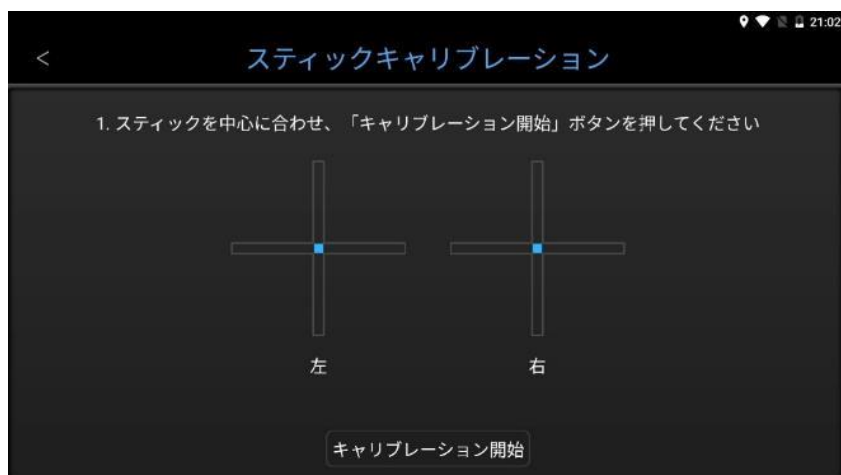 21:02
<
スティックキャリブレーション
1. スティックを中心に合わせ、「キャリブレーション開始」ボタンを押してください
左
右
キャリブレーション開始